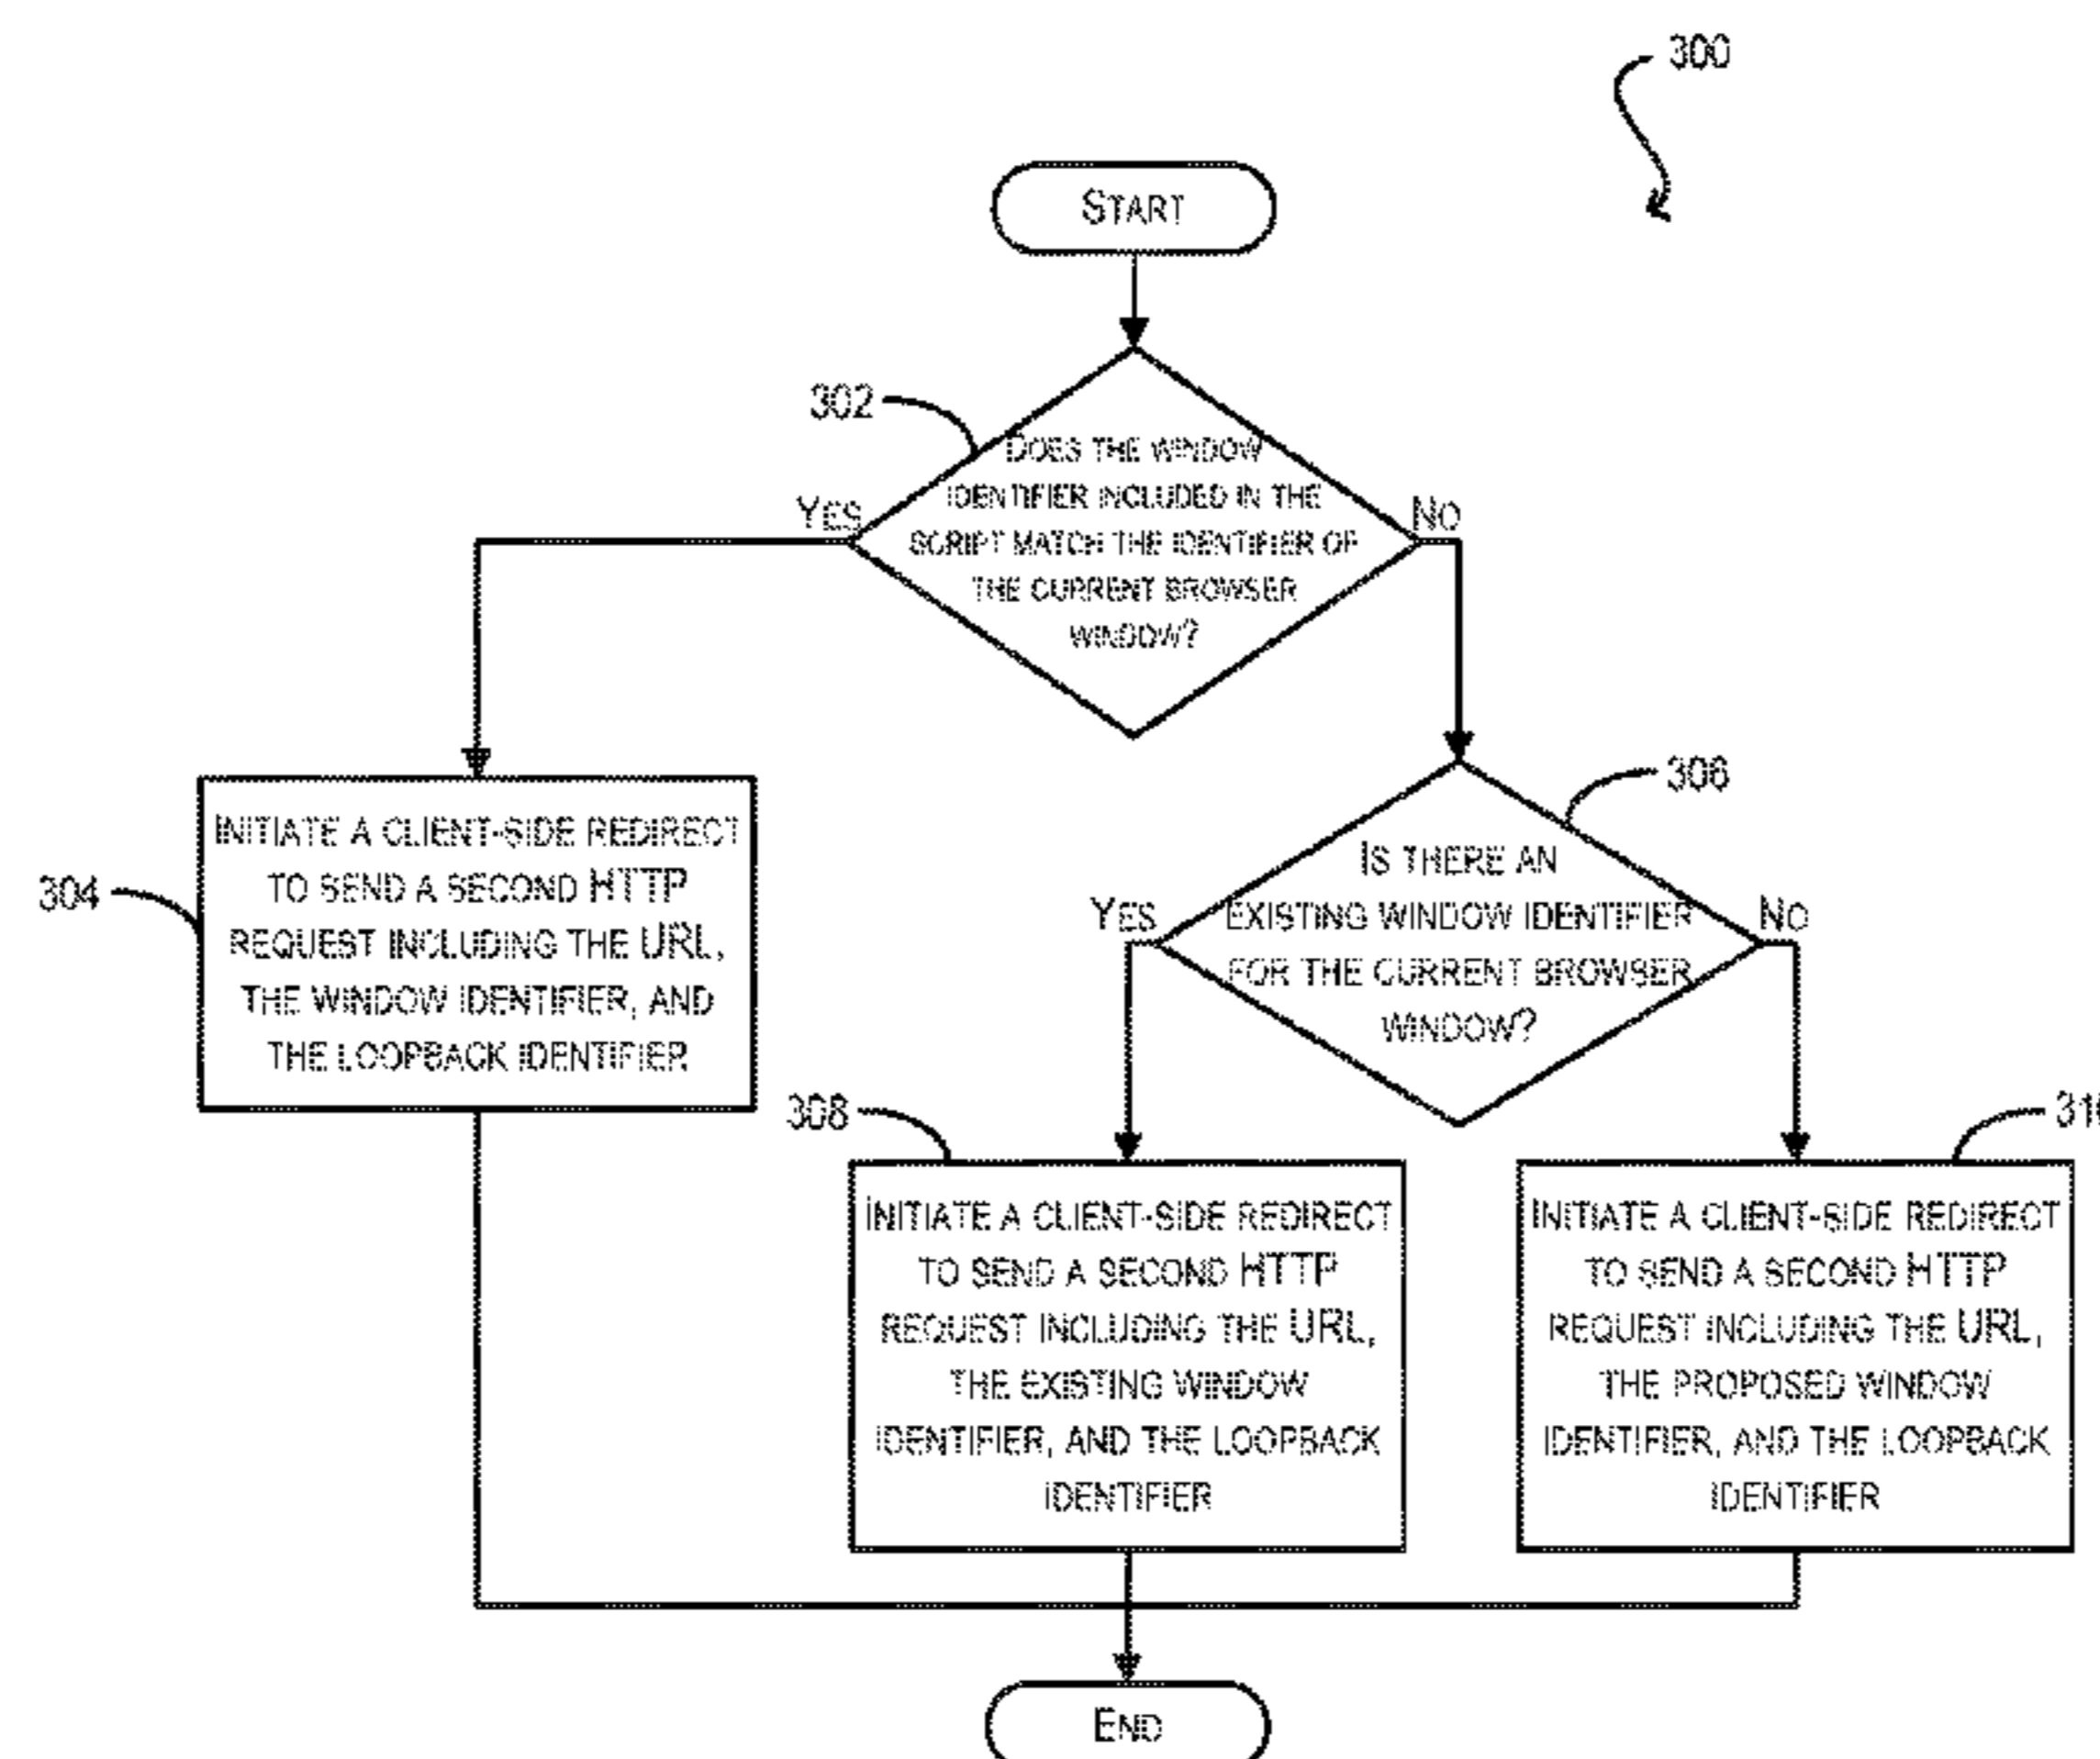 300
START
302
DOES THE WINDOW
IDENTIFIER INCLUDED IN THE
SCRIPT MATCH THE IDENTIFIER OF
THE CURRENT BROWSER
WINDOW?
YES
NO
304
INITIATE A CLIENT-SIDE REDIRECT
TO SEND A SECOND HTTP
REQUEST INCLUDING THE URL,
THE WINDOW IDENTIFIER, AND
THE LOOPBACK IDENTIFIER
306
IS THERE AN
EXISTING WINDOW IDENTIFIER
FOR THE CURRENT BROWSER
WINDOW?
YES
NO
308
INITIATE A CLIENT-SIDE REDIRECT
TO SEND A SECOND HTTP
REQUEST INCLUDING THE URL,
THE EXISTING WINDOW
IDENTIFIER, AND THE LOOPBACK
IDENTIFIER
INITIATE A CLIENT-SIDE REDIRECT
TO SEND A SECOND HTTP
REQUEST INCLUDING THE URL,
THE PROPOSED WINDOW
IDENTIFIER, AND THE LOOPBACK
IDENTIFIER
END